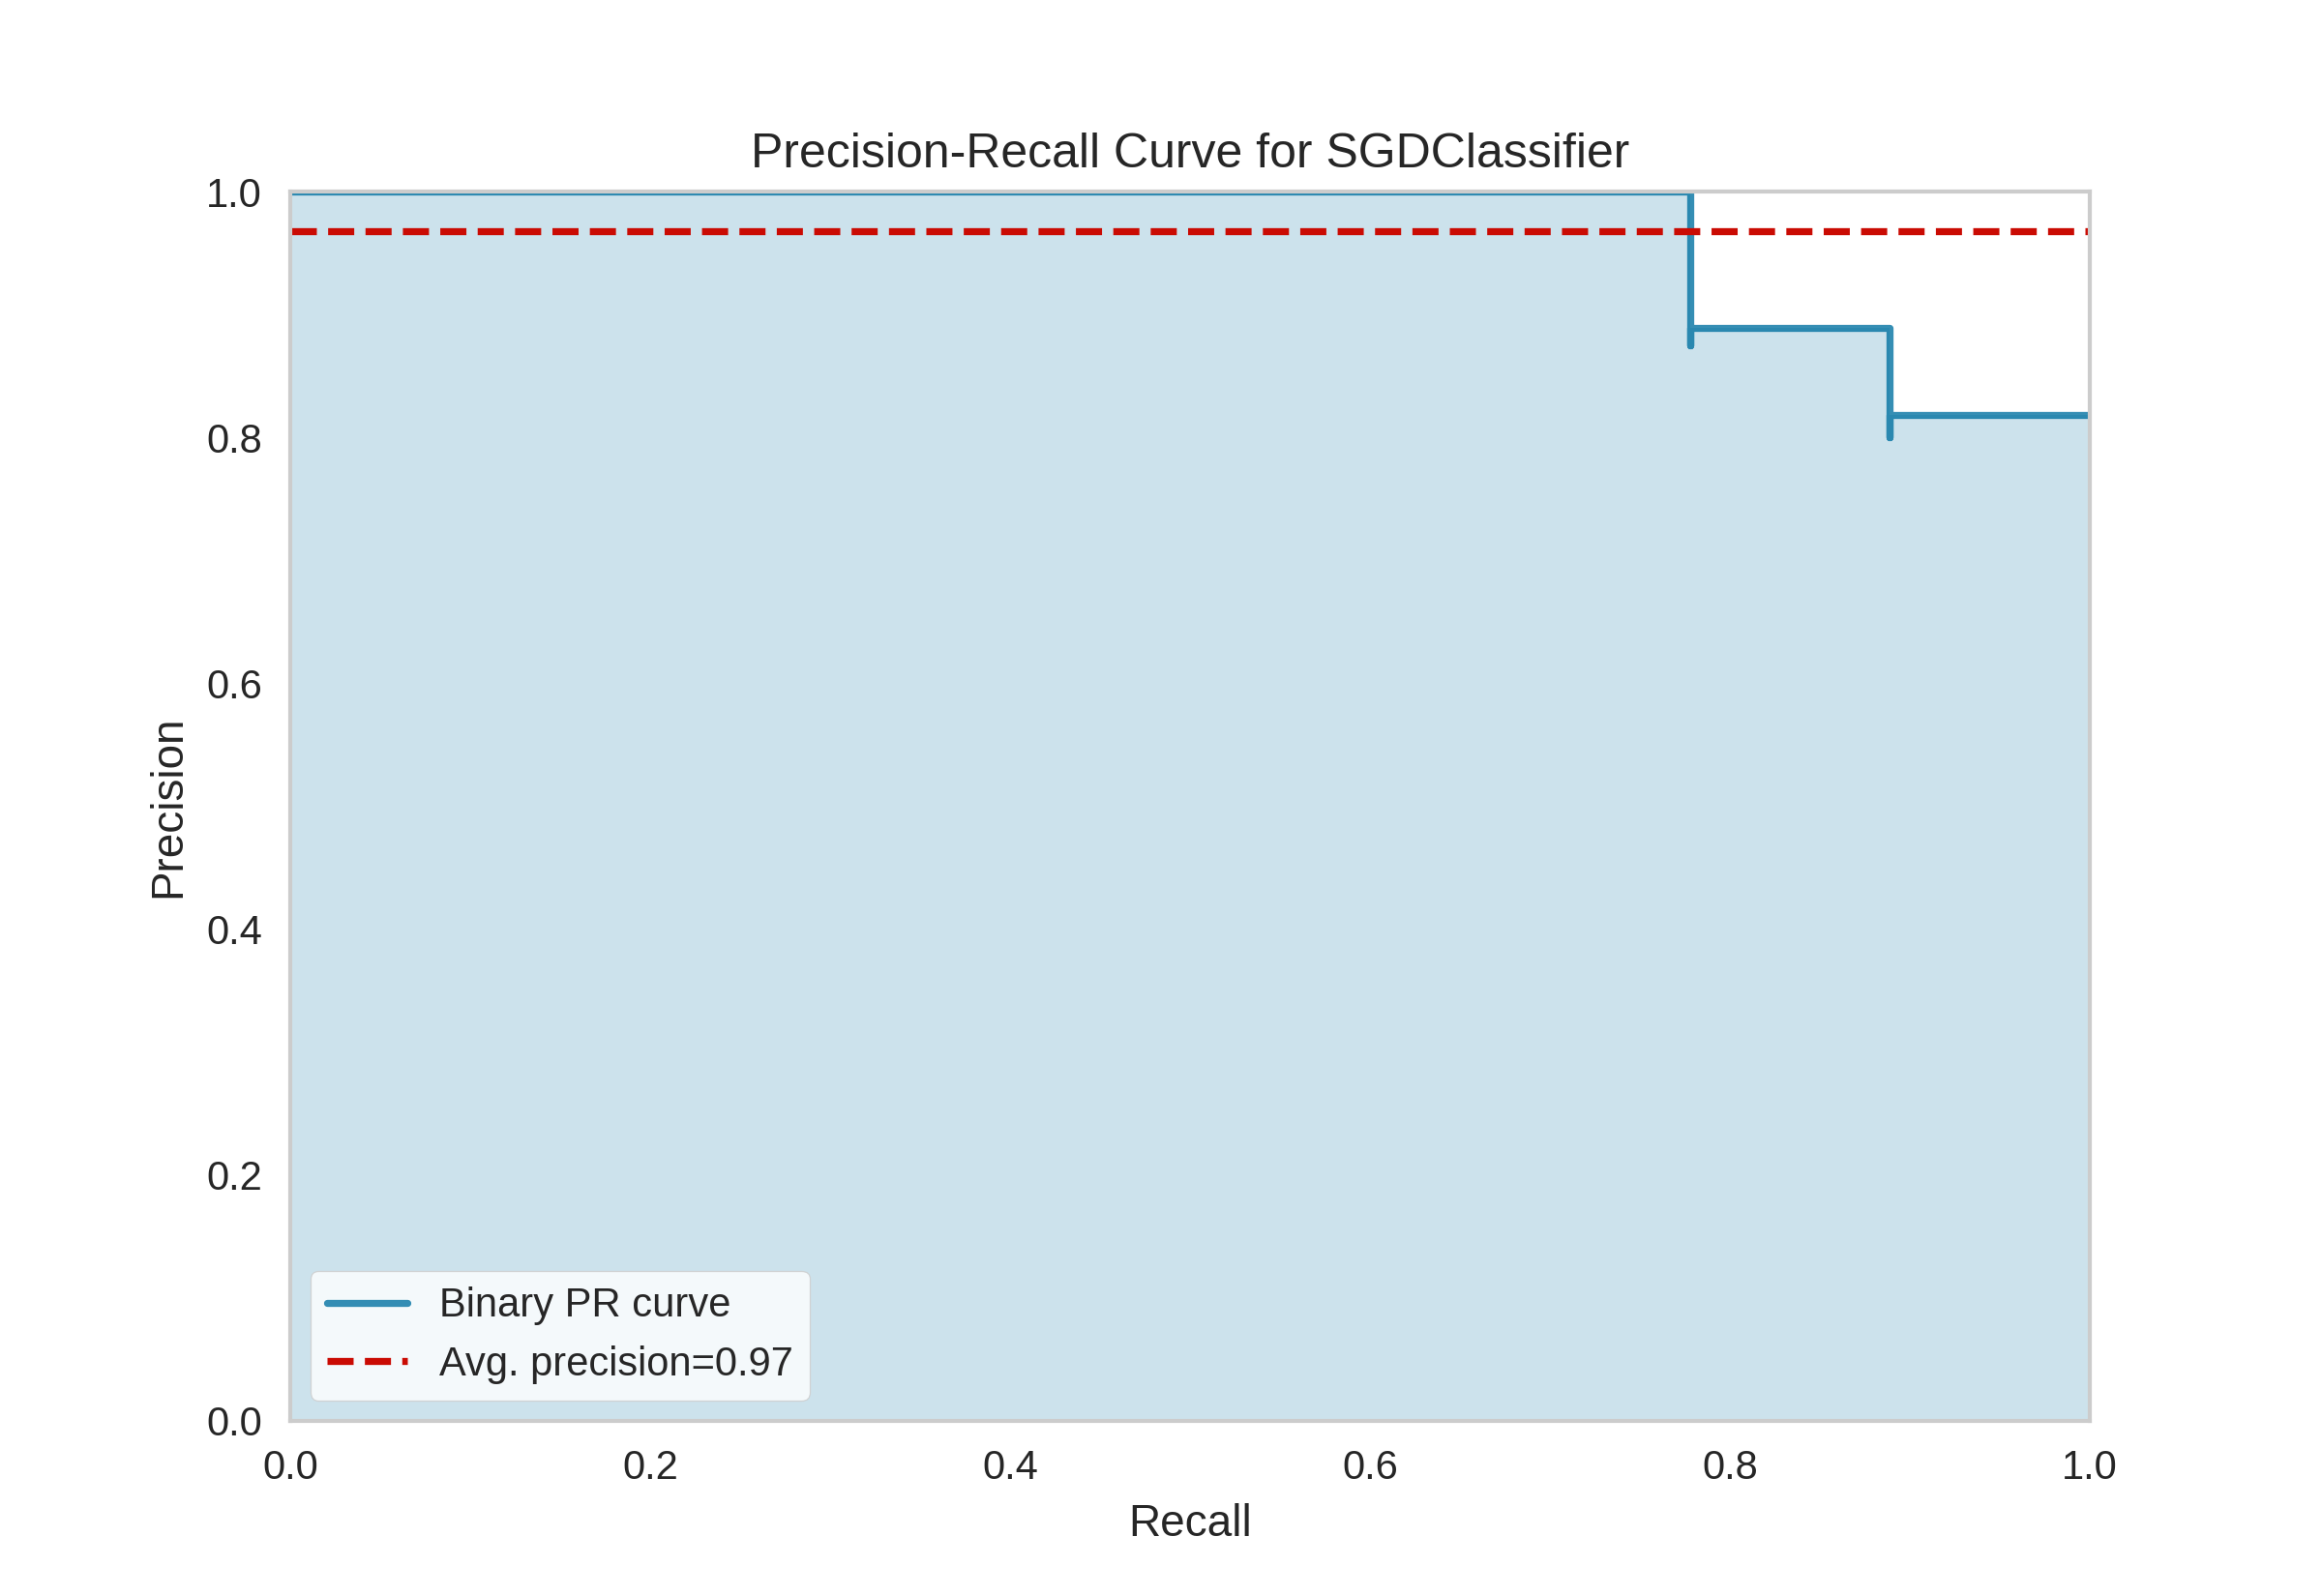 Precision-Recall Curve for SGDClassifier
1.0
0.8
0.6
0.4
0.2
0.0
Precision
Binary PR curve
Avg. precision=0.97
0.0 0.2 0.4 0.6 0.8 1.0
Recall